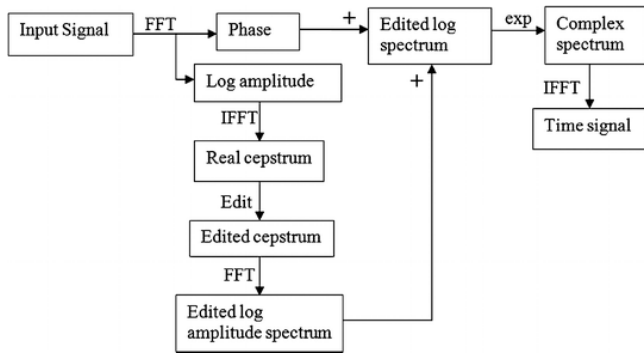 Input Signal
FFT
Phase
+
Edited log
spectrum
exp
Complex
spectrum
Log amplitude
+
IFFT
IFFT
Time signal
Real cepstrum
Edit
Edited cepstrum
FFT
Edited log
amplitude spectrum